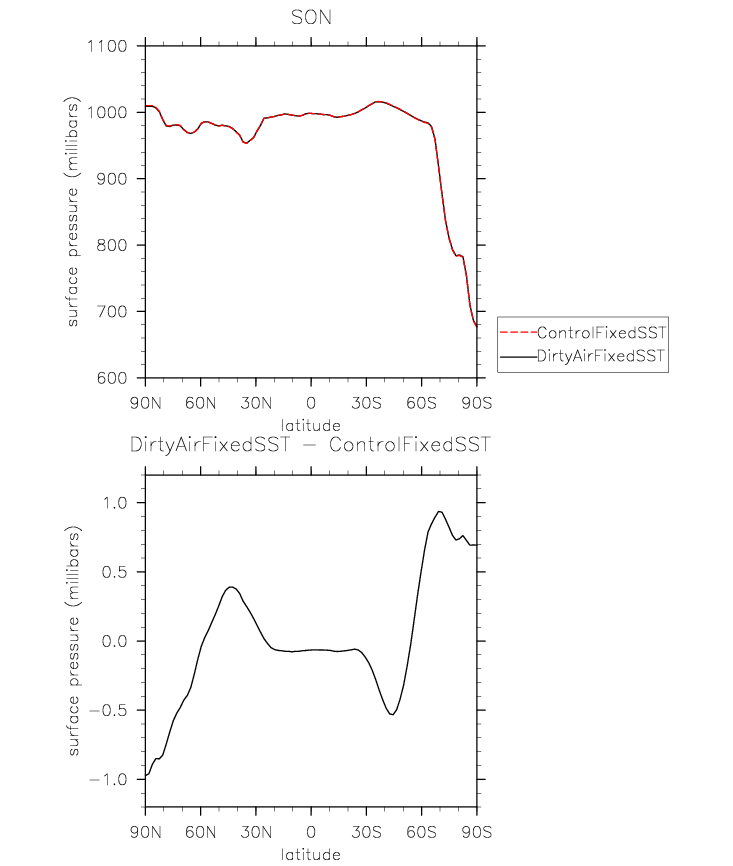 SON
1100
1000
900
800
700
600
surface pressure (millibars)
90N 60N 30N 0 30S 60S 90S
latitude
ControlFixedSST
DirtyAirFixedSST
DirtyAirFixedSST − ControlFixedSST
1.0
0.5
0.0
−0.5
−1.0
surface pressure (millibars)
90N 60N 30N 0 30S 60S 90S
latitude